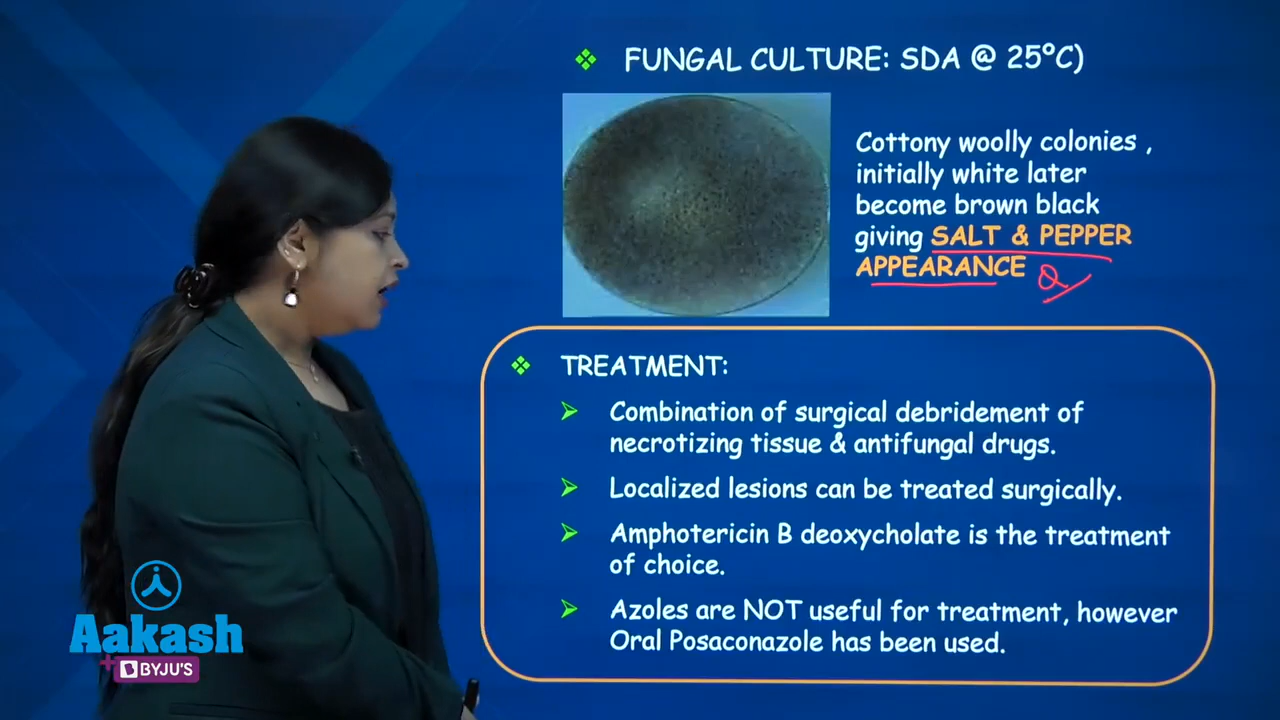 FUNGAL CULTURE: SDA @ 25°C)
Cottony woolly colonies ,
initially white later
become brown black
giving SALT & PEPPER
APPEARANCE
Q
TREATMENT:
Combination of surgical debridement of
necrotizing tissue & antifungal drugs.
Localized lesions can be treated surgically.
Amphotericin B deoxycholate is the treatment
of choice.
Azoles are NOT useful for treatment, however
Oral Posaconazole has been used.
Aakash
+ BYJU'S